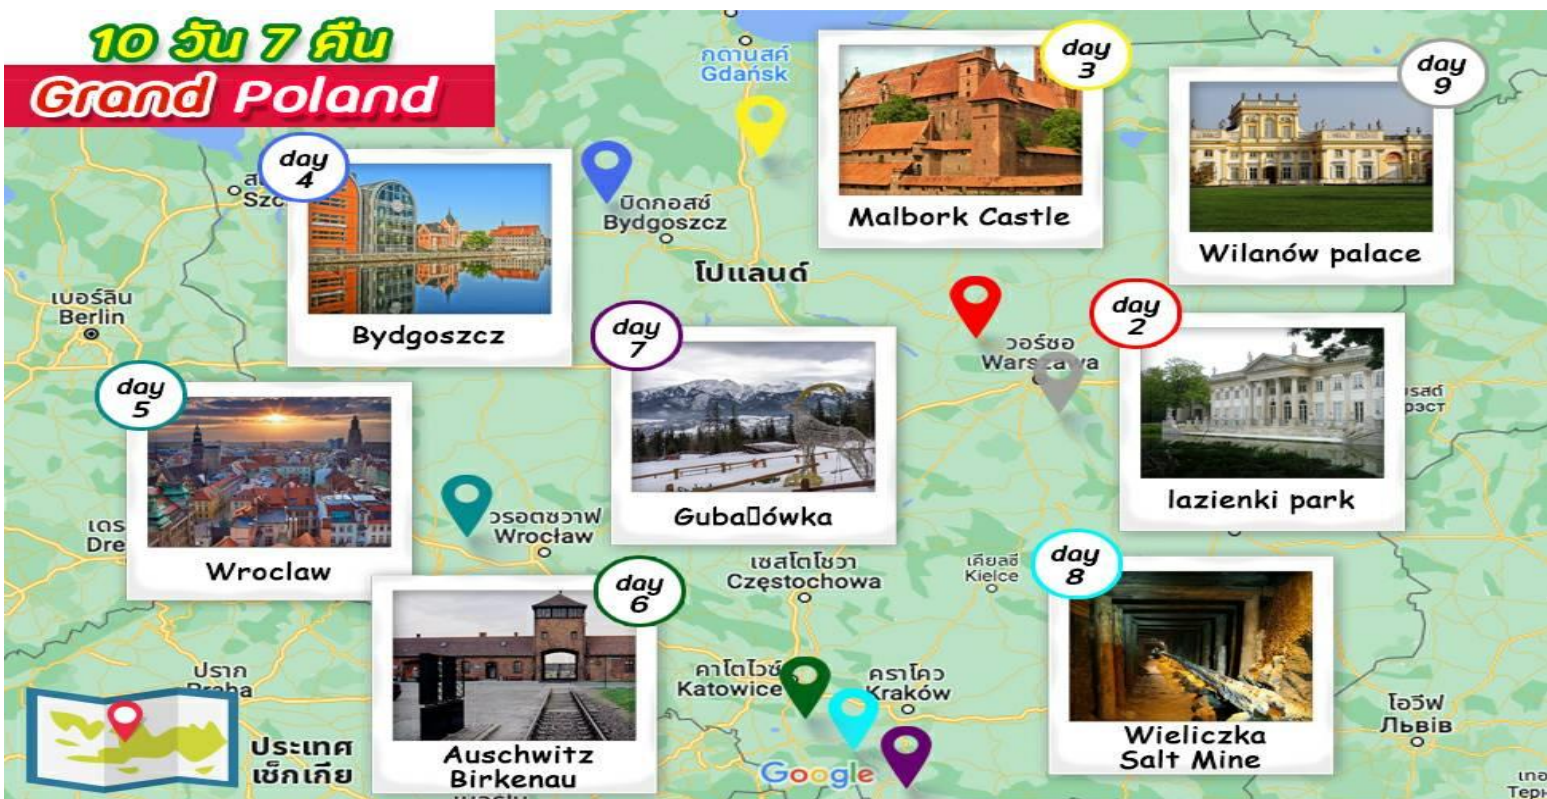 10 วัน 7 คืน
Grand Poland
กดานสค์
Gdańsk
day
3
Malbork Castle
day
9
Wilanów palace
day
4
Bydgoszcz
บิดกอสซ์
Bydgoszcz
โปแลนด์
เบอร์ลิน
Berlin
day
7
Guba▯ówka
วอร์ซอ
Warszawa
day
2
lazienki park
day
5
Wroclaw
วรอตซวาฟ
Wrocław
เชสโตโชวา
Częstochowa
เคียลซี
Kielce
day
8
Wieliczka
Salt Mine
day
6
Auschwitz
Birkenau
คาโตไวซ์
Katowice
คราโคว
Kraków
ปราก
Praha
ประเทศ
เช็กเกีย
โอวีฟ
Львів
Google